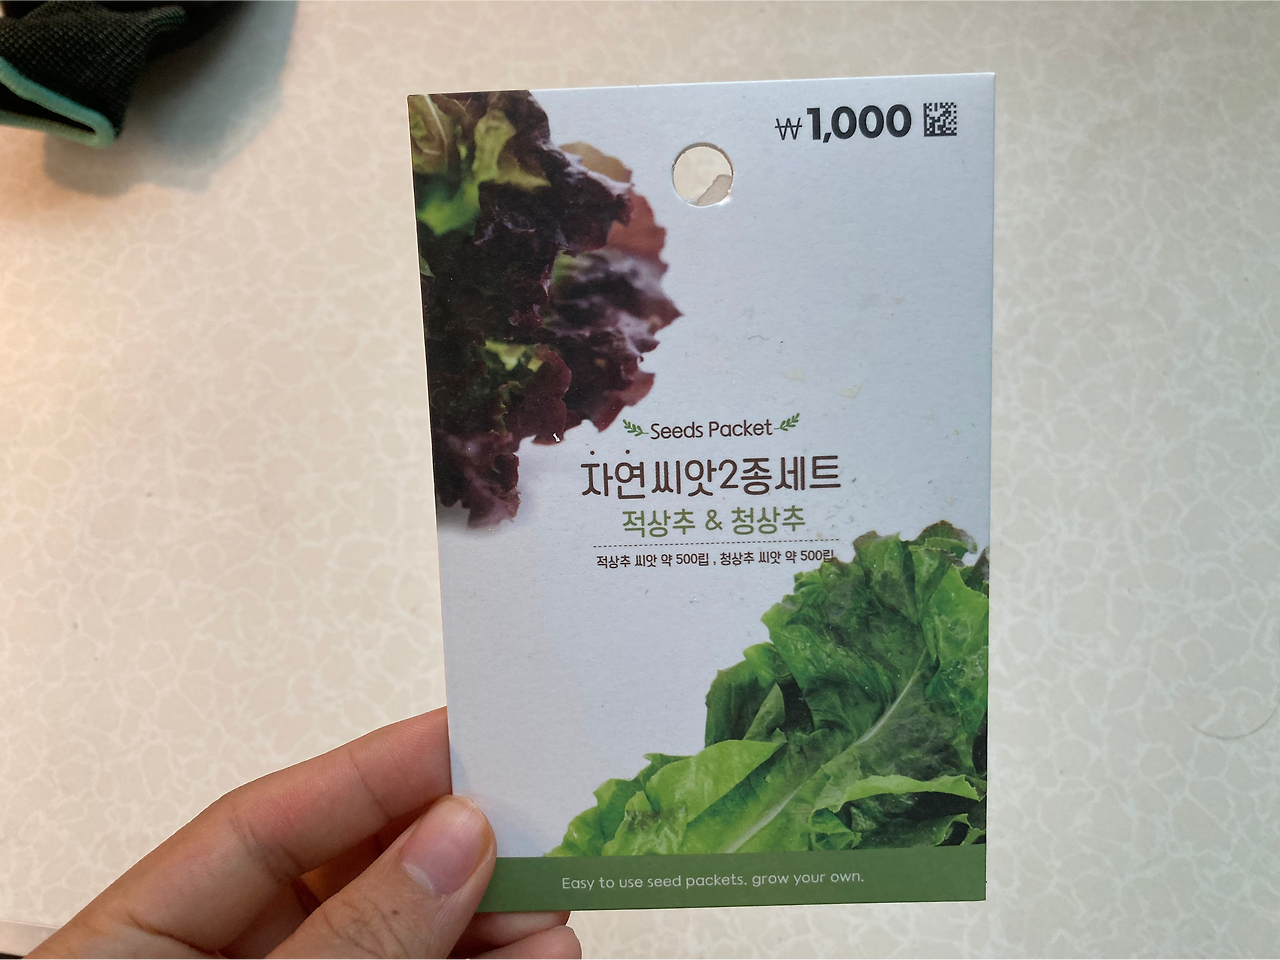 ₩1,000
Seeds Packet
자연씨앗2종세트
적상추 & 청상추
적상추 씨앗 약 500립 , 청상추 씨앗 약 500립
Easy to use seed packets. grow your own.